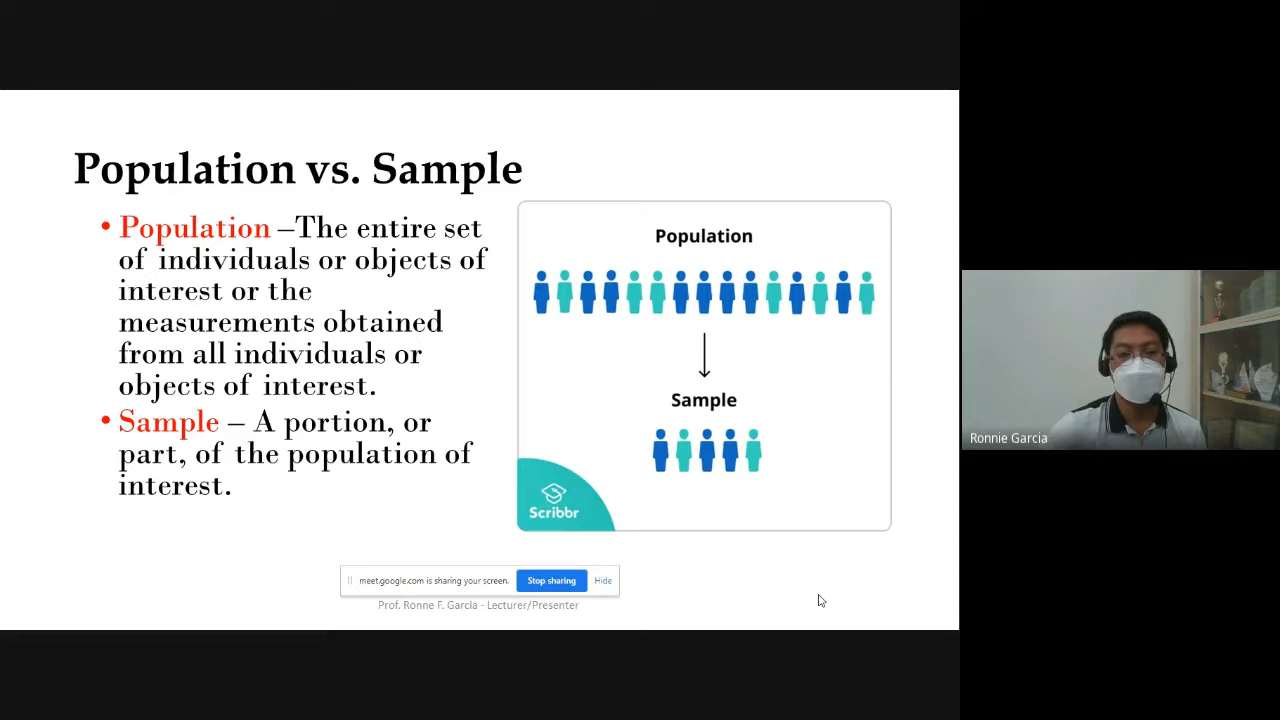 Population vs. Sample
• Population –The entire set
of individuals or objects of
interest or the
measurements obtained
from all individuals or
objects of interest.
• Sample – A portion, or
part, of the population of
interest.
Population
Sample
Scribbr
meet.google.com is sharing your screen.
Stop sharing
Hide
Prof. Ronne F. Garcia - Lecturer/Presenter
Ronnie Garcia